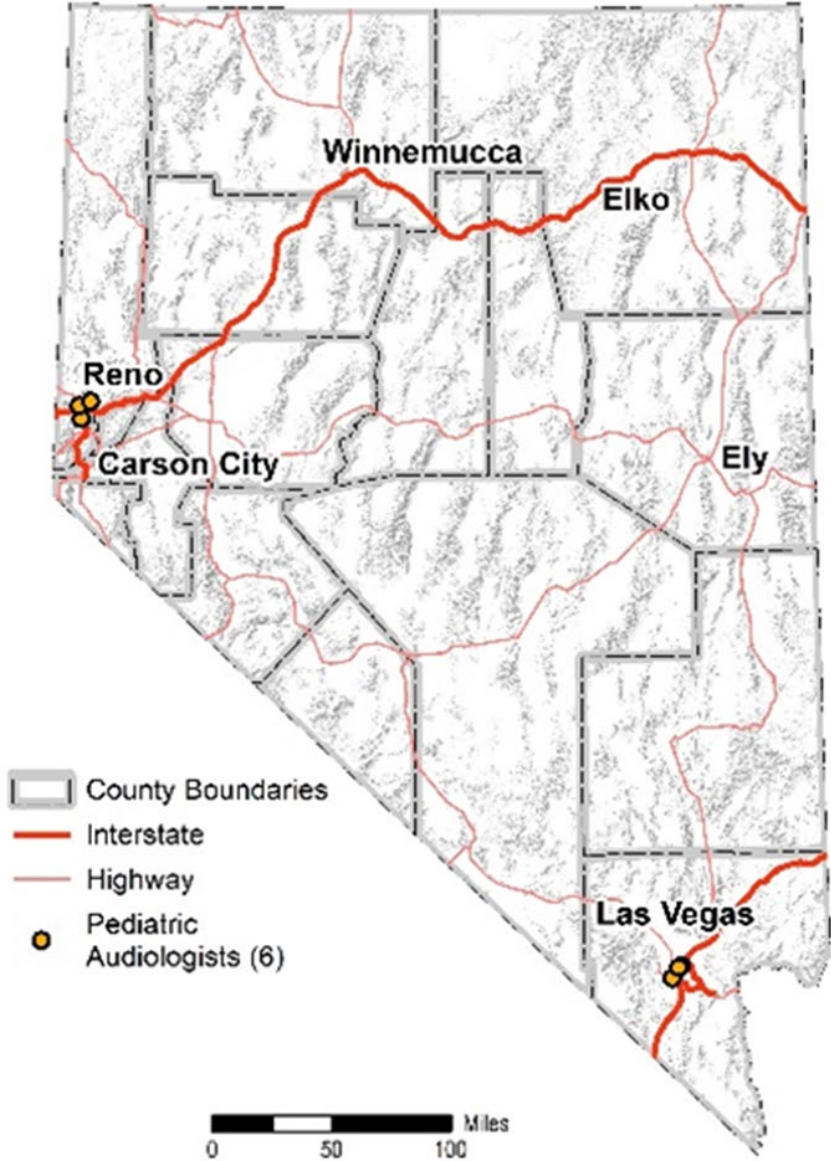 Winnemucca
Elko
Reno
Carson City
Ely
County Boundaries
Interstate
Highway
Pediatric
Audiologists (6)
Las Vegas
Miles
0 50 100